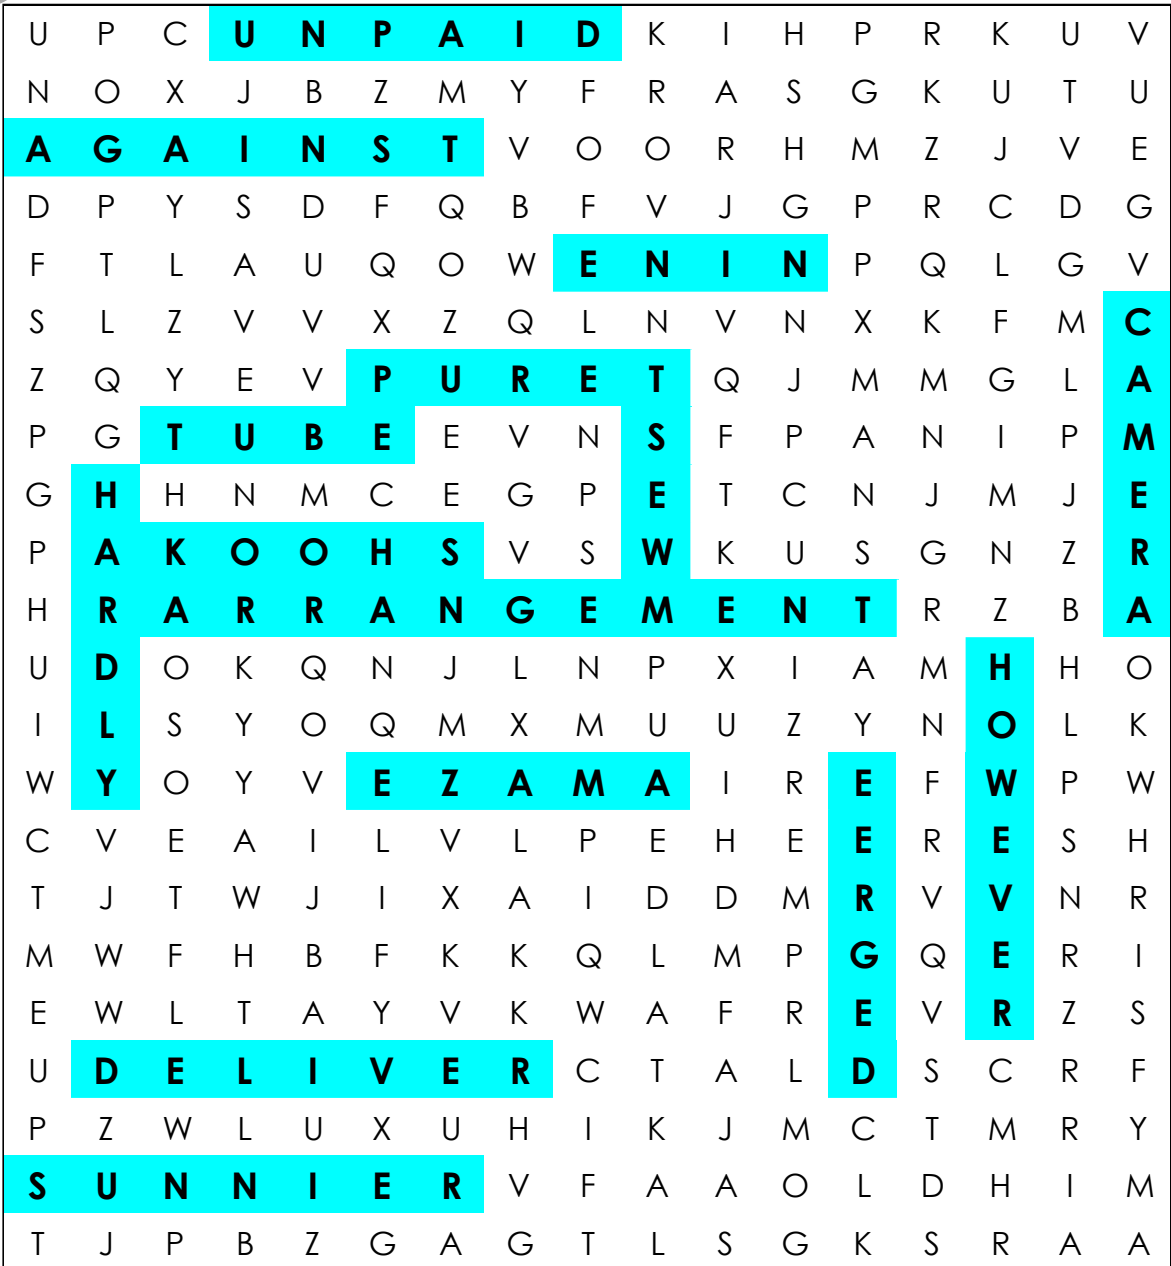 U P C U N P A I D K I H P R K U V
N O X J B Z M Y F R A S G K U T U
A G A I N S T V O O R H M Z J V E
D P Y S D F Q B F V J G P R C D G
F T L A U Q O W E N I N P Q L G V
S L Z V V X Z Q L N V N X K F M C
Z Q Y E V P U R E T Q J M M G L A
P G T U B E E V N S F P A N I P M
G H H N M C E G P E T C N J M J E
P A K O O H S V S W K U S G N Z R
H R A R R A N G E M E N T R Z B A
U D O K Q N J L N P X I A M H H O
I L S Y O Q M X M U U Z Y N O L K
W Y O Y V E Z A M A I R E F W P W
C V E A I L V L P E H E E R E S H
T J T W J I X A I D D M R V V N R
M W F H B F K K Q L M P G Q E R I
E W L T A Y V K W A F R E V R Z S
U D E L I V E R C T A L D S C R F
P Z W L U X U H I K J M C T M R Y
S U N N I E R V F A A O L D H I M
T J P B Z G A G T L S G K S R A A